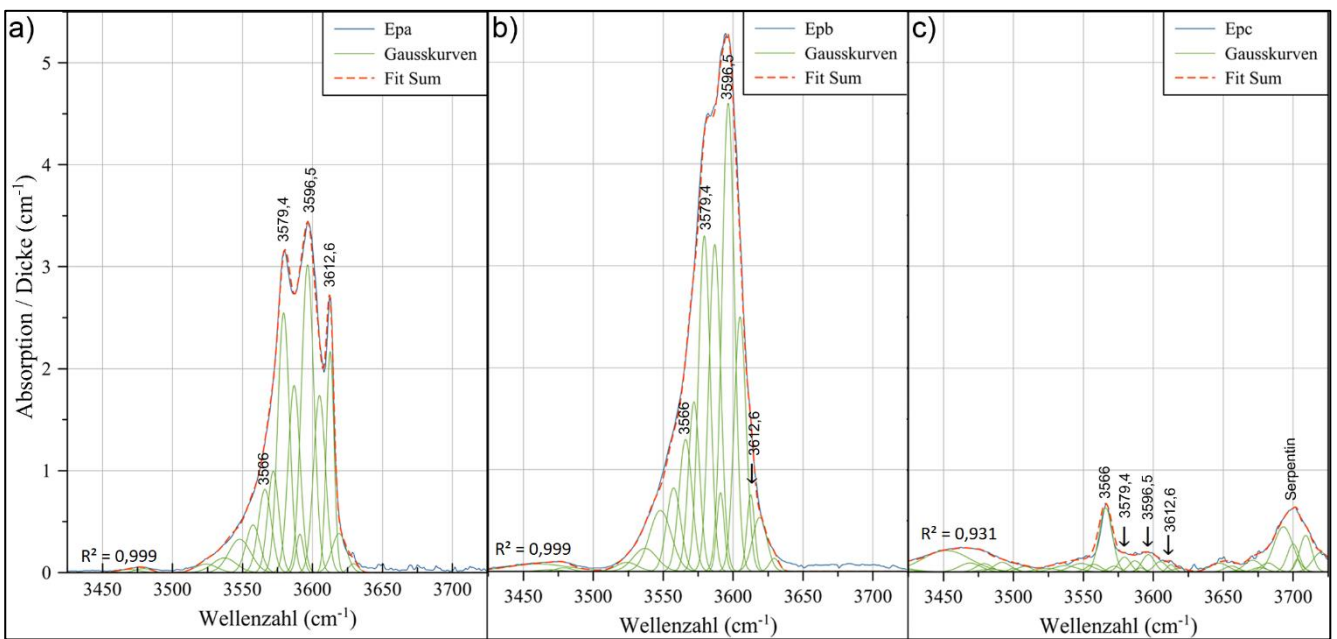 a)
Epa
Gausskurven
Fit Sum
b)
Epb
Gausskurven
Fit Sum
c)
Epc
Gausskurven
Fit Sum
5
4
3
2
1
0
Absorption / Dicke (cm⁻¹)
3566
3579,4
3596,5
3612,6
R² = 0,999
3566
3579,4
3596,5
3612,6
R² = 0,999
3566
3579,4
3596,5
3612,6
Serpentin
R² = 0,931
3450 3500 3550 3600 3650 3700
Wellenzahl (cm⁻¹)
3450 3500 3550 3600 3650 3700
Wellenzahl (cm⁻¹)
3450 3500 3550 3600 3650 3700
Wellenzahl (cm⁻¹)